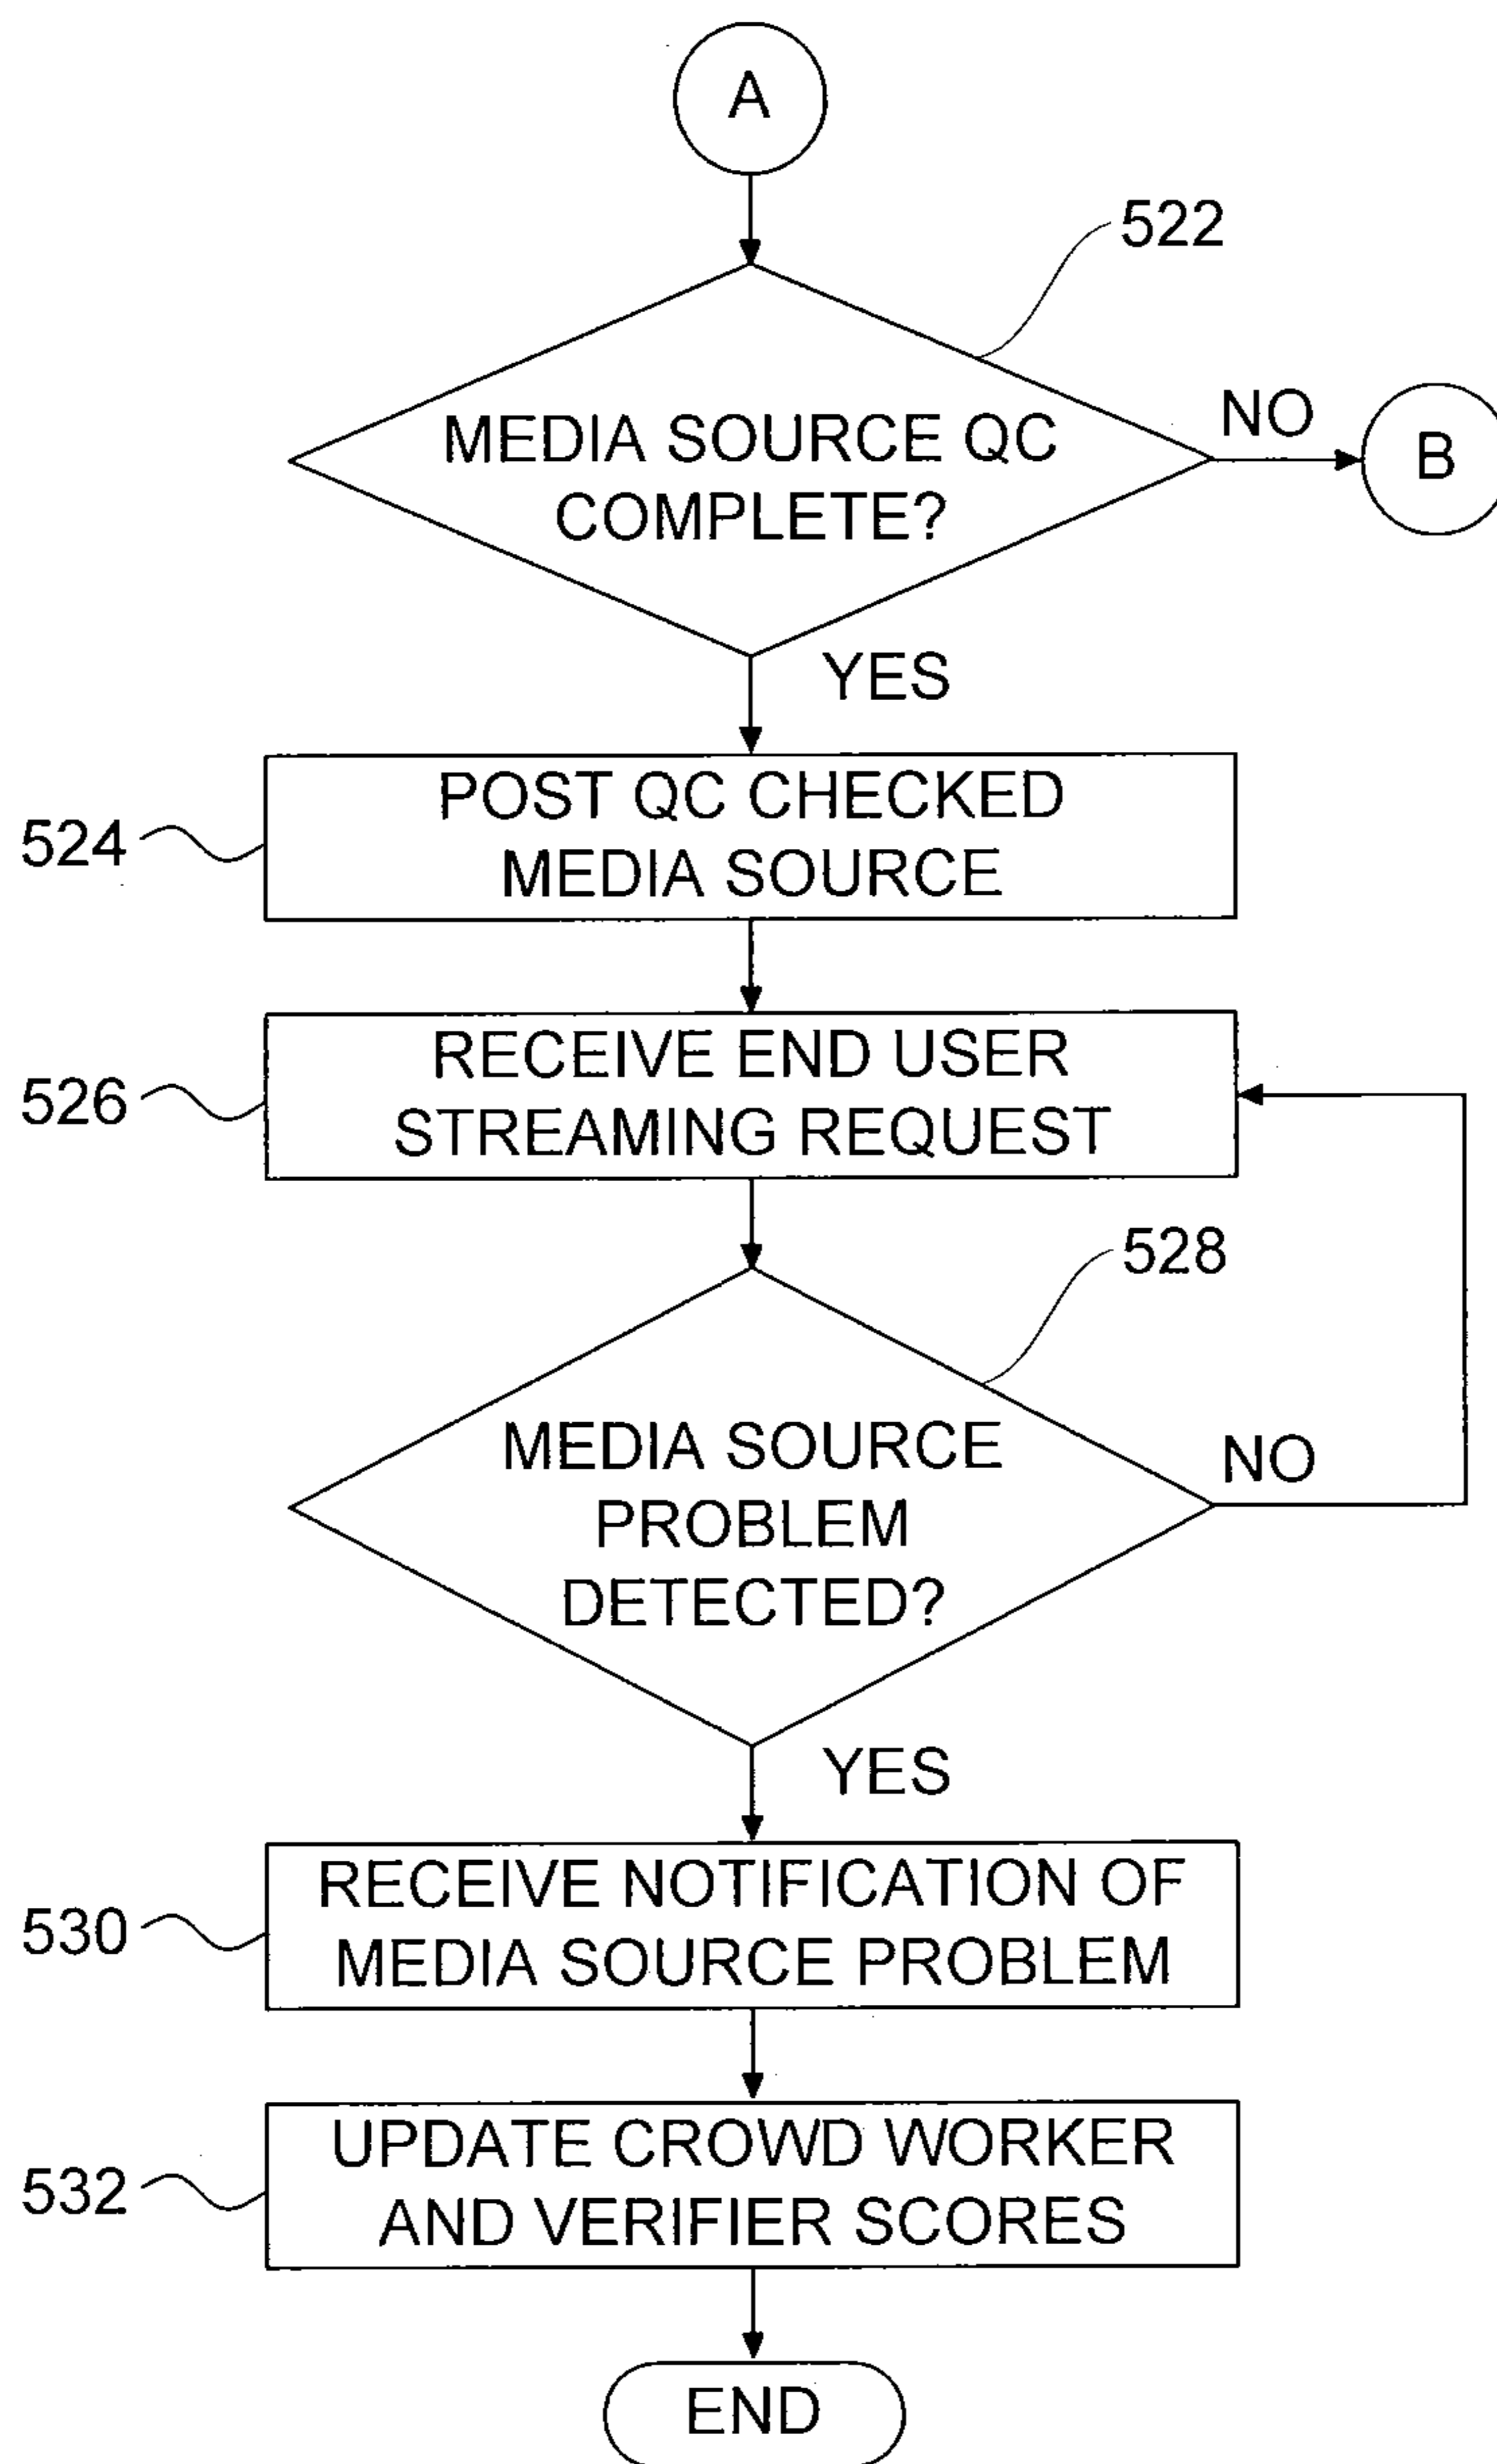 A
522
MEDIA SOURCE QC
COMPLETE?
NO
B
YES
524
POST QC CHECKED
MEDIA SOURCE
526
RECEIVE END USER
STREAMING REQUEST
528
MEDIA SOURCE
PROBLEM
DETECTED?
NO
YES
530
RECEIVE NOTIFICATION OF
MEDIA SOURCE PROBLEM
532
UPDATE CROWD WORKER
AND VERIFIER SCORES
END